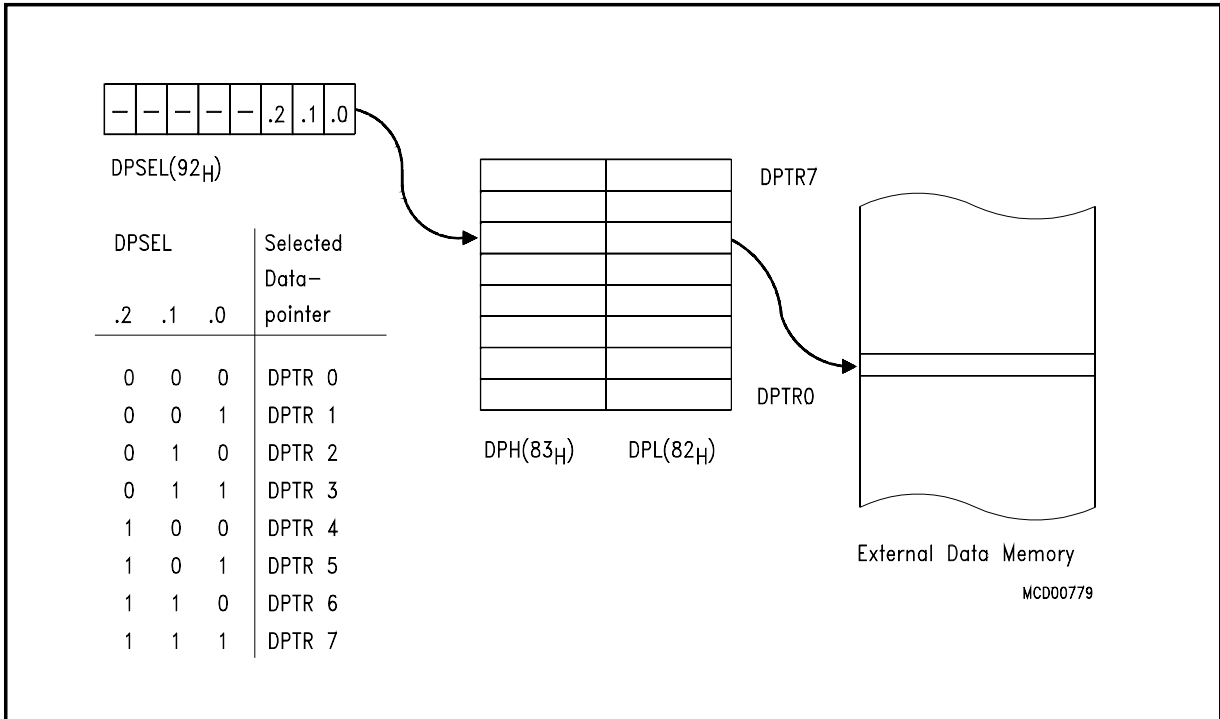 – – – – – .2 .1 .0
DPSEL(92H)
DPSEL Selected
Data–
.2 .1 .0 pointer
0 0 0 DPTR 0
0 0 1 DPTR 1
0 1 0 DPTR 2
0 1 1 DPTR 3
1 0 0 DPTR 4
1 0 1 DPTR 5
1 1 0 DPTR 6
1 1 1 DPTR 7
DPTR7
DPTR0
DPH(83H) DPL(82H)
External Data Memory
MCD00779